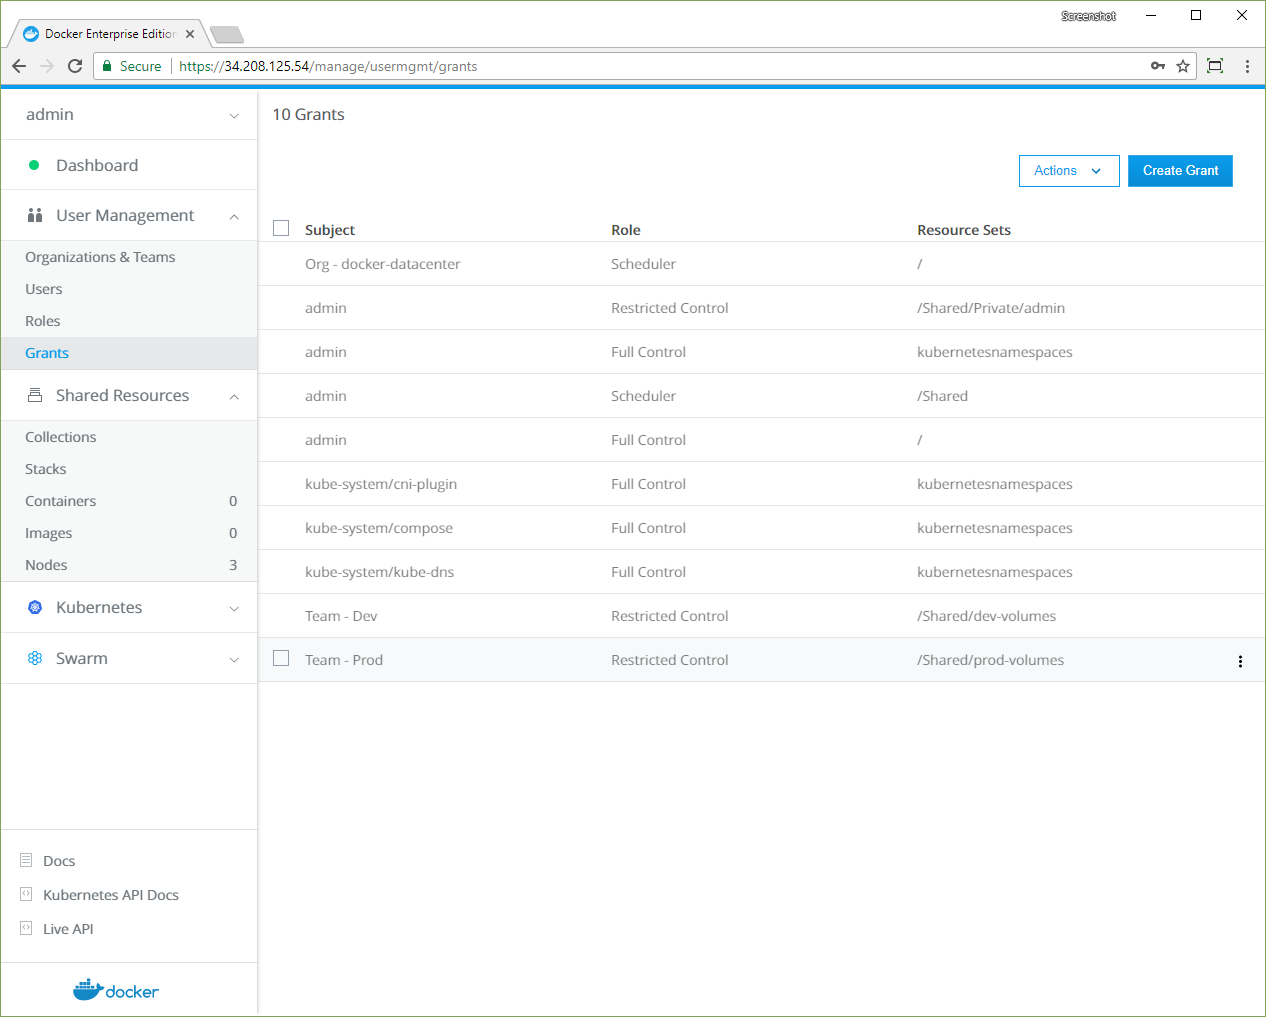 Screenshot
Docker Enterprise Edition
Secure https://34.208.125.54/manage/usermgmt/grants
admin
Dashboard
User Management
Organizations & Teams
Users
Roles
Grants
Shared Resources
Collections
Stacks
Containers 0
Images 0
Nodes 3
Kubernetes
Swarm
Docs
Kubernetes API Docs
Live API
docker
10 Grants
Actions Create Grant
Subject Role Resource Sets
Org - docker-datacenter Scheduler /
admin Restricted Control /Shared/Private/admin
admin Full Control kubernetesnamespaces
admin Scheduler /Shared
admin Full Control /
kube-system/cni-plugin Full Control kubernetesnamespaces
kube-system/compose Full Control kubernetesnamespaces
kube-system/kube-dns Full Control kubernetesnamespaces
Team - Dev Restricted Control /Shared/dev-volumes
Team - Prod Restricted Control /Shared/prod-volumes